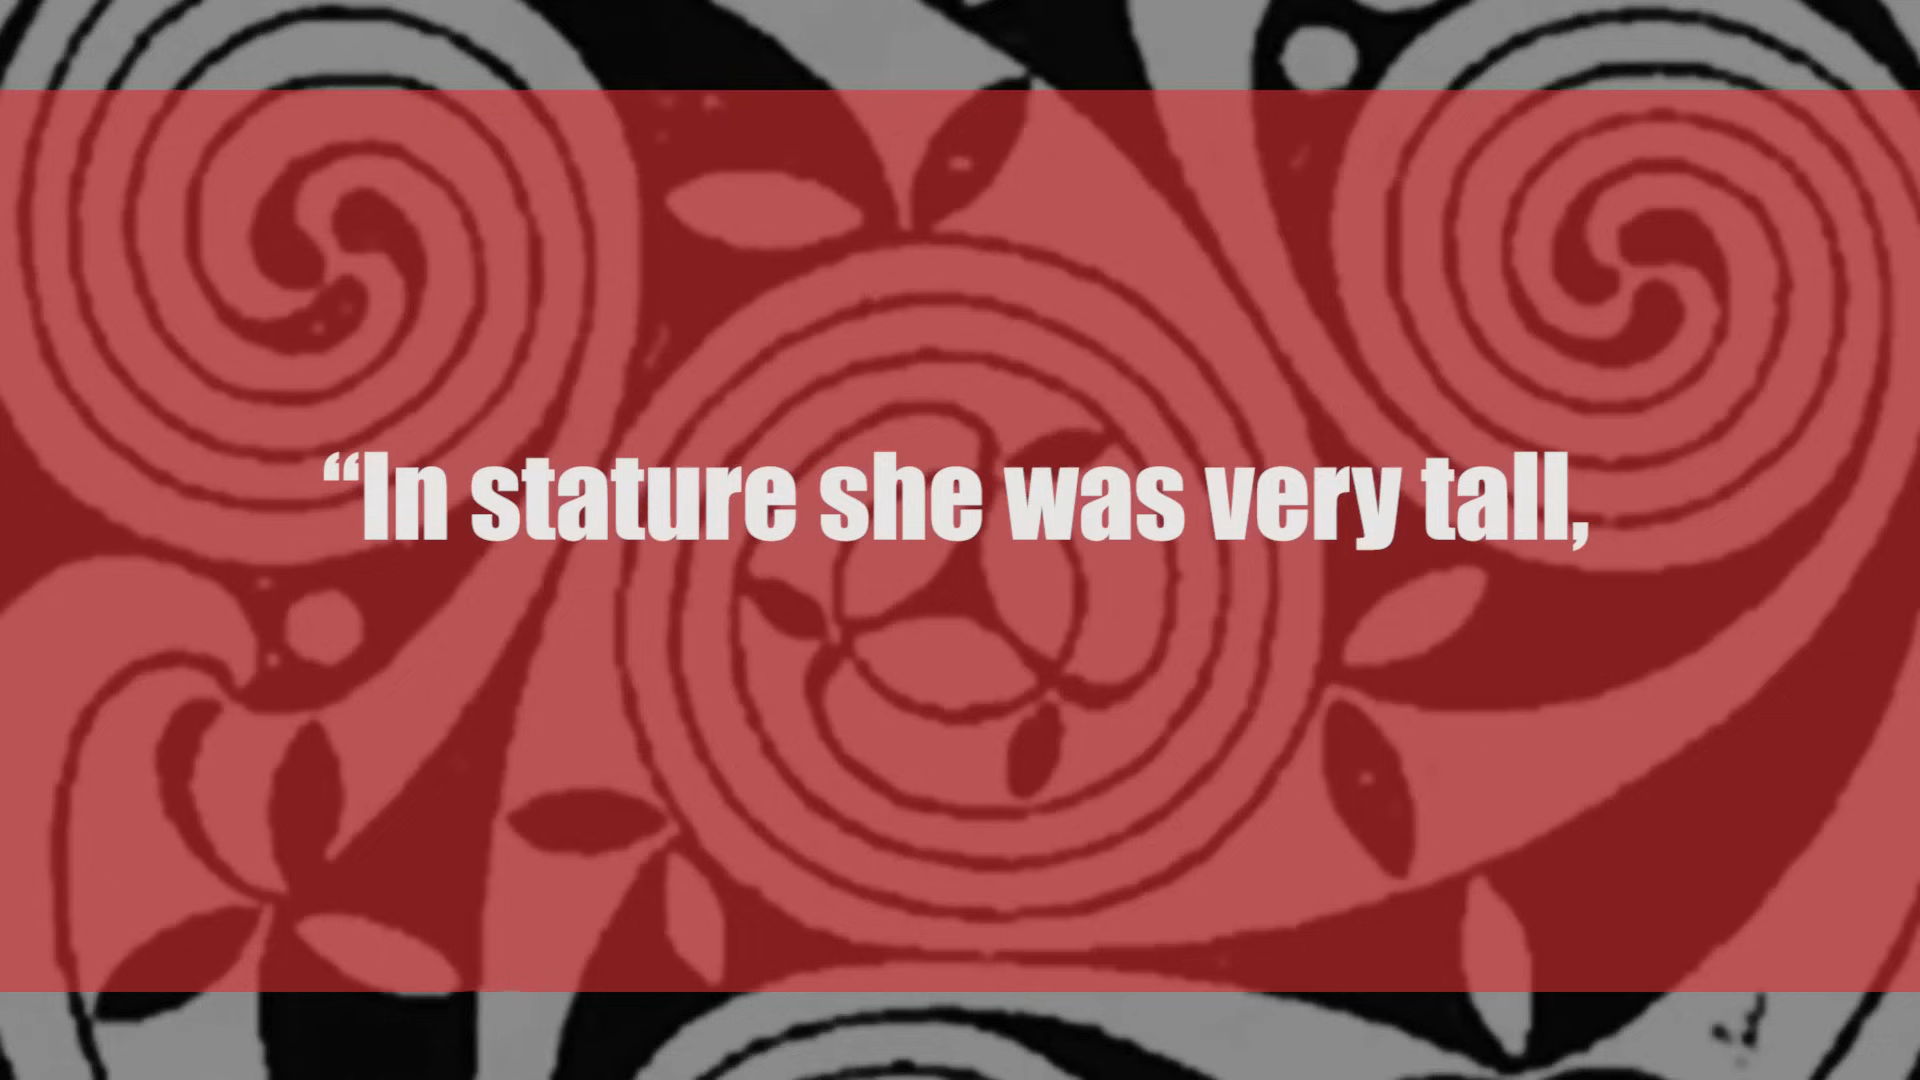 “In stature she was very tall,